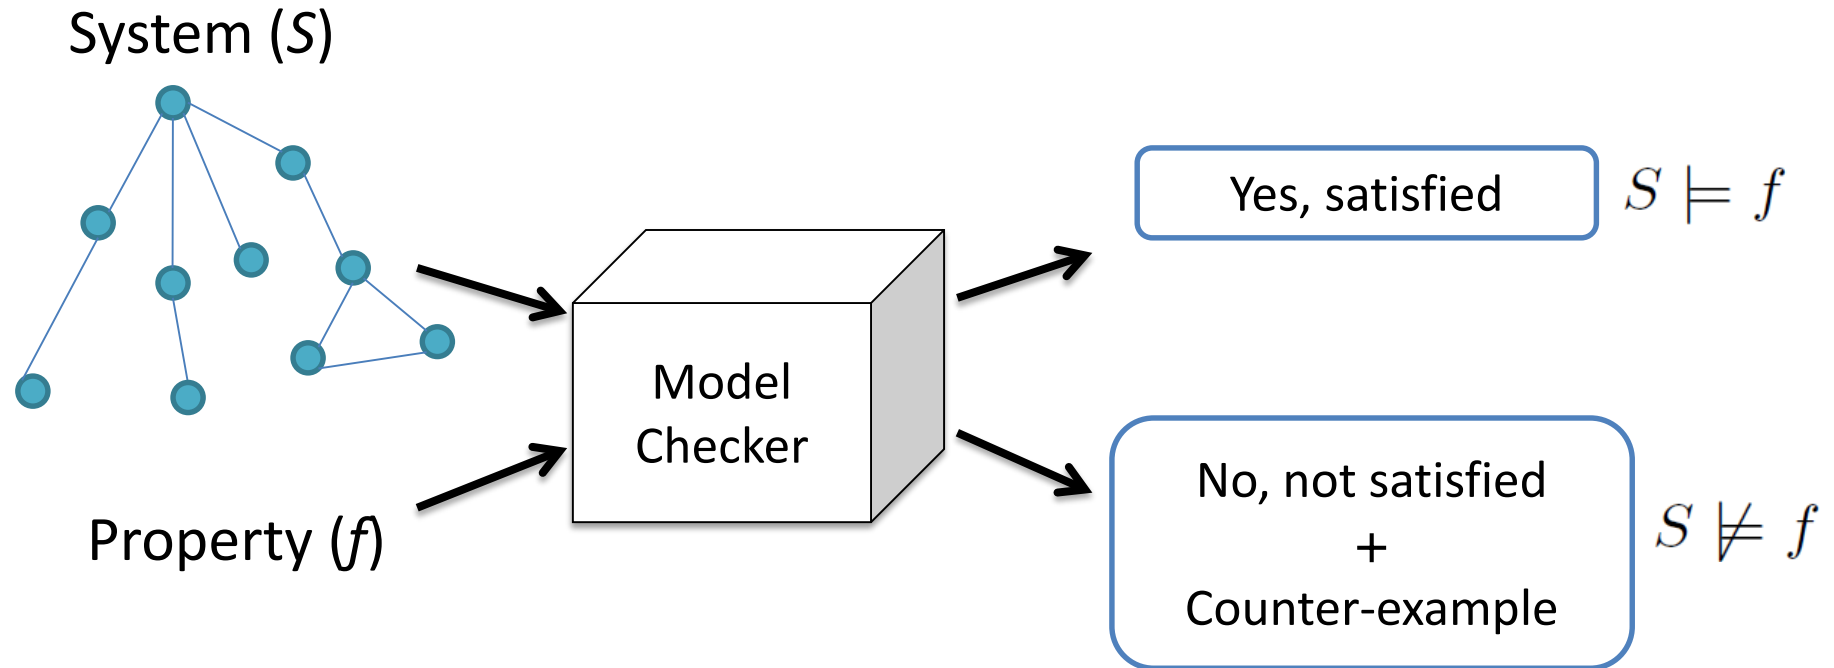 System (S)
Property (f)
Model
Checker
Yes, satisfied
S ⊨ f
No, not satisfied
+
Counter-example
S ⊭ f